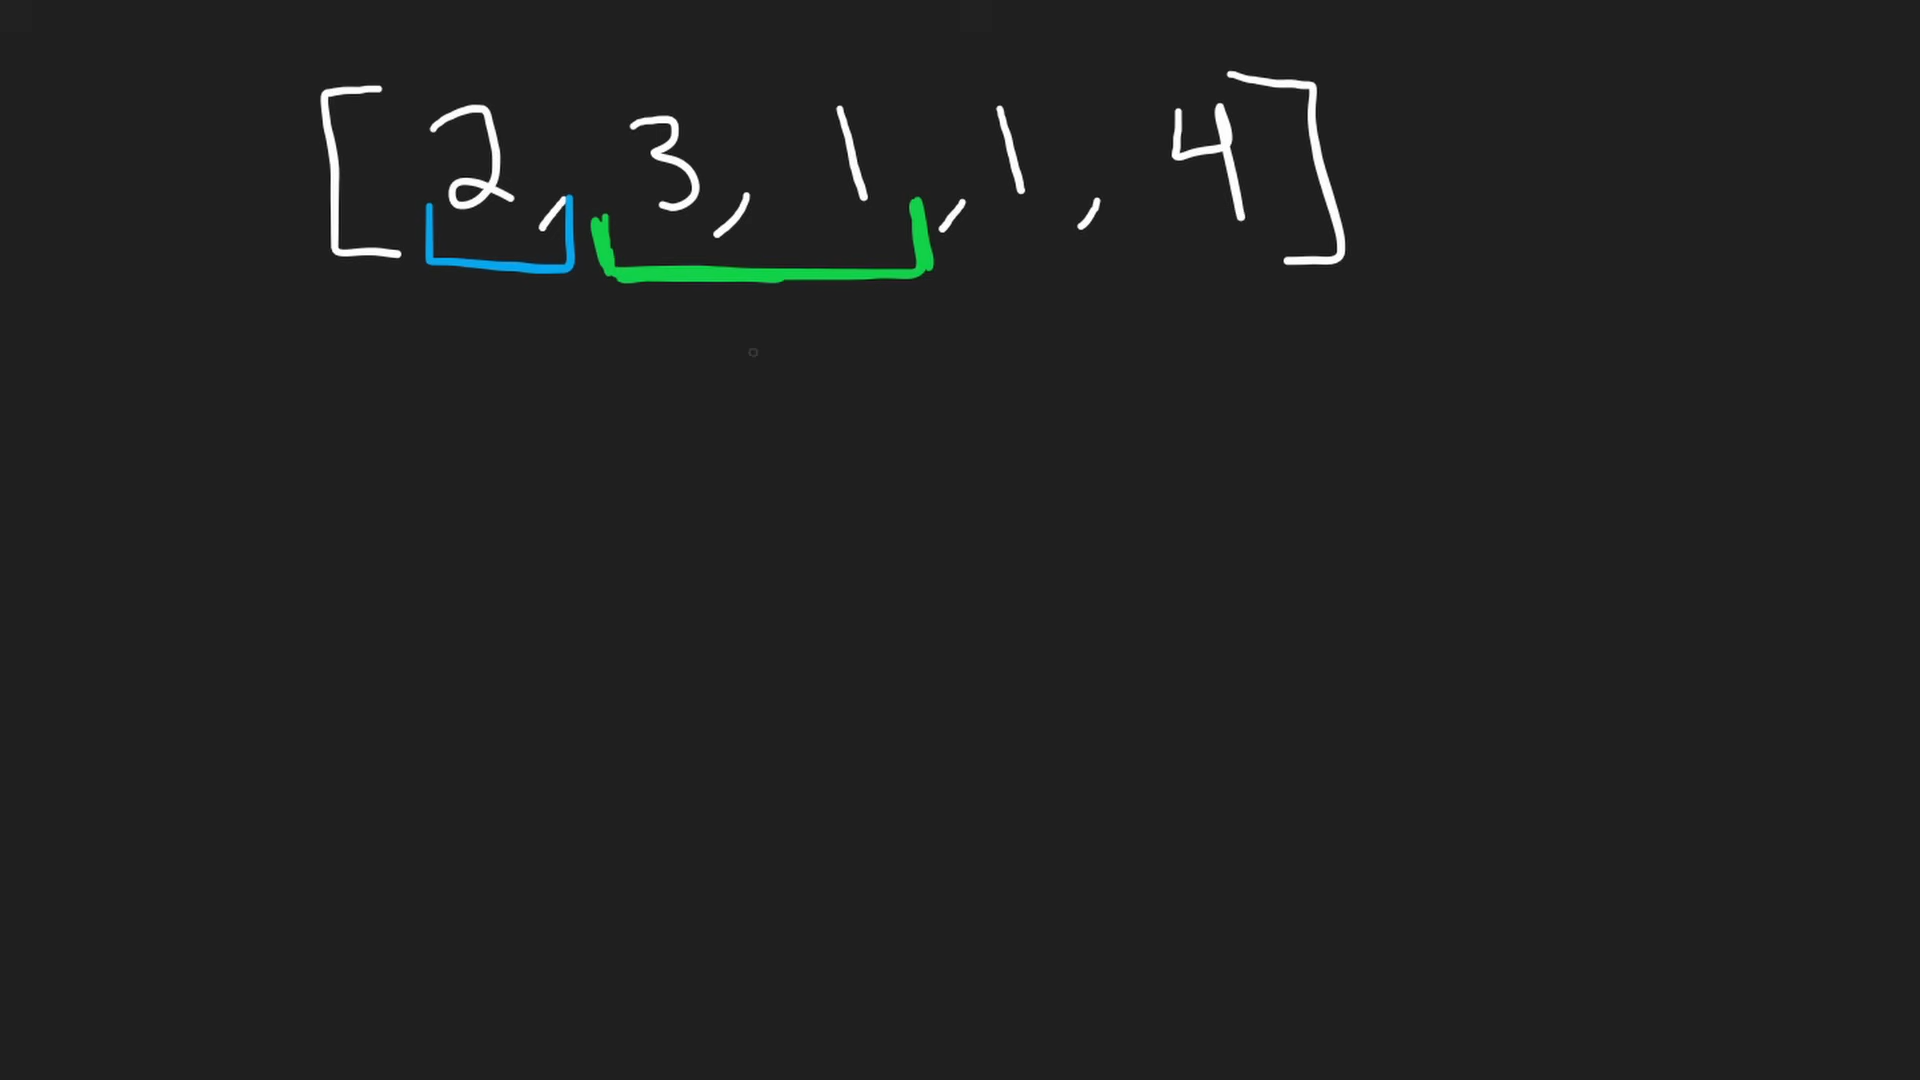 [2, 3, 1, 1, 4]